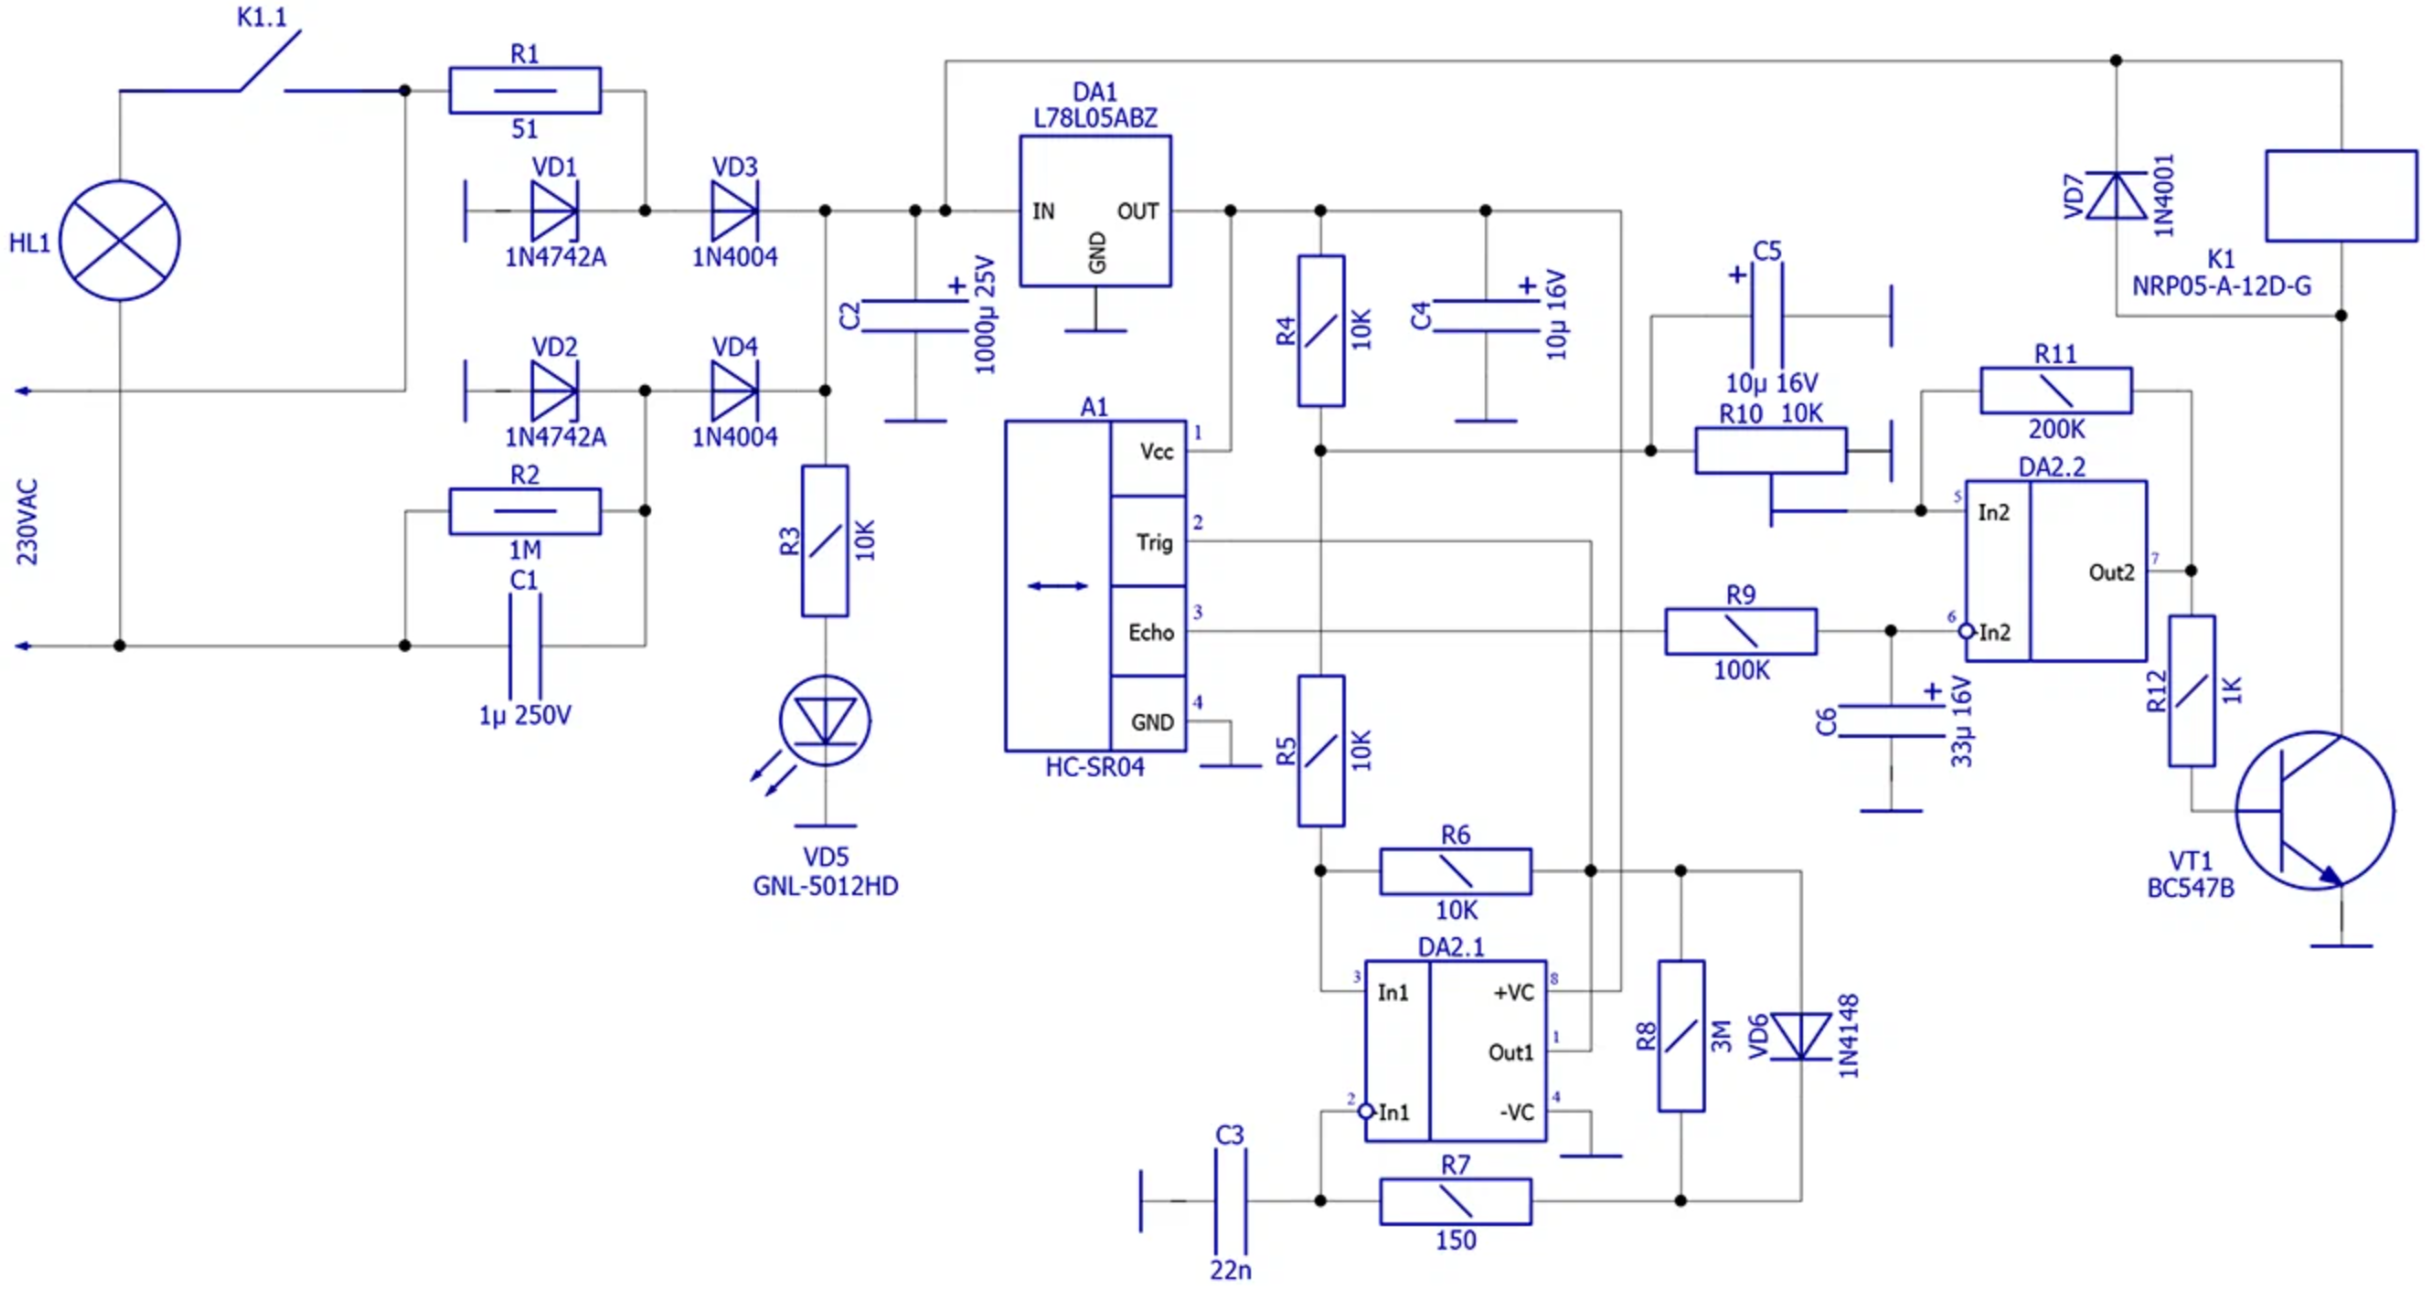 K1.1
R1
51
HL1
VD1
1N4742A
VD3
1N4004
VD2
1N4742A
VD4
1N4004
230VAC
R2
1M
C1
1µ 250V
R3
10K
VD5
GNL-5012HD
C2
+
1000µ 25V
DA1
L78L05ABZ
IN
OUT
GND
A1
Vcc
1
Trig
2
Echo
3
GND
4
HC-SR04
R4
10K
C4
+
10µ 16V
R5
10K
R6
10K
DA2.1
3
In1
+VC
8
Out1
1
2
In1
-VC
4
C3
22n
R7
150
R8
3M
VD6
1N4148
C5
+
10µ 16V
R10 10K
R9
100K
C6
+
33µ 16V
R11
200K
DA2.2
5
In2
Out2
7
6
In2
R12
1K
VD7
1N4001
K1
NRP05-A-12D-G
VT1
BC547B